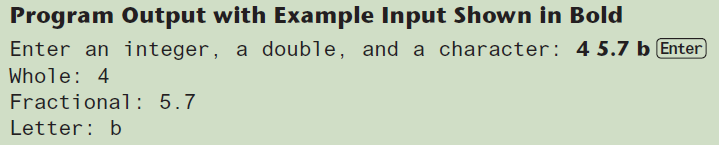 Program Output with Example Input Shown in Bold
Enter an integer, a double, and a character: 4 5.7 b Enter
Whole: 4
Fractional: 5.7
Letter: b